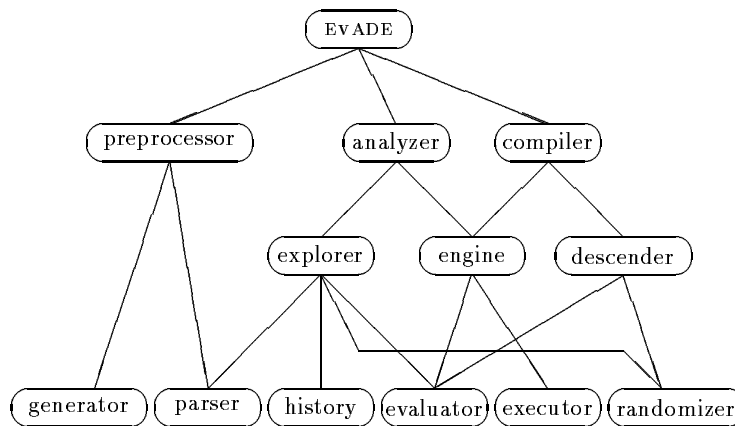 EVADE
preprocessor analyzer compiler
explorer engine descender
generator parser history evaluator executor randomizer